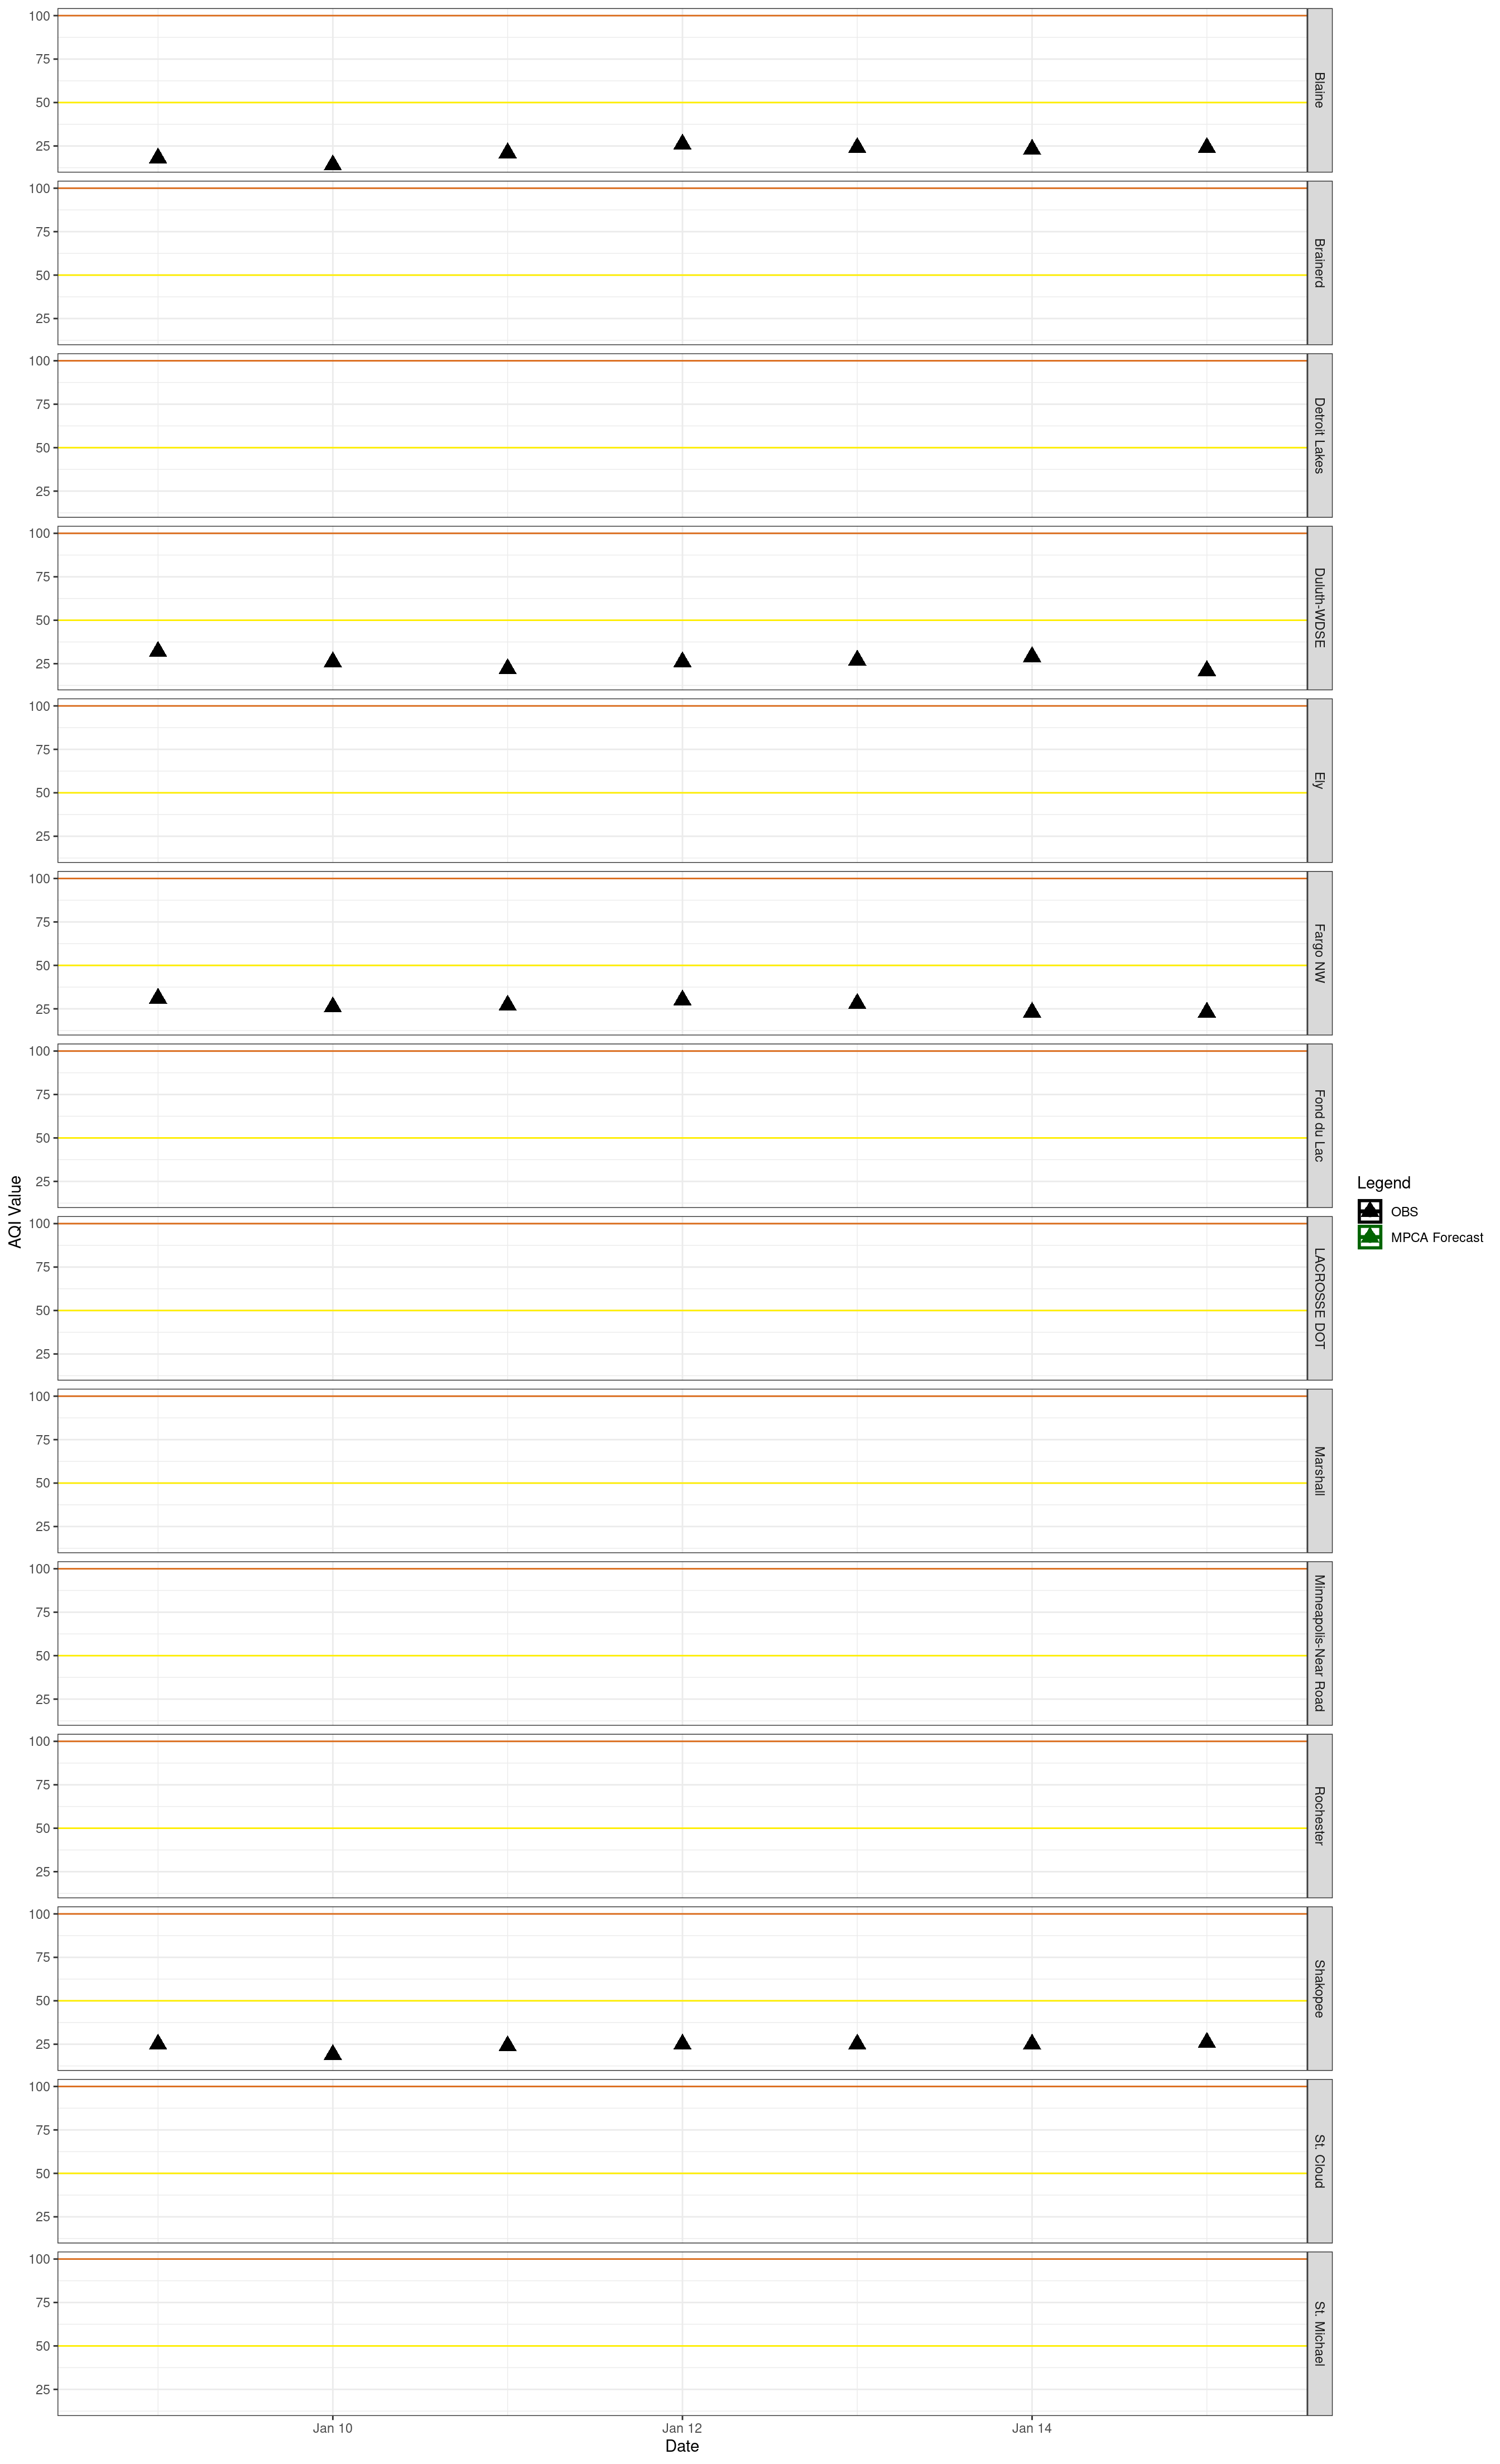 100
75
50
25
Blaine
100
75
50
25
Brainerd
100
75
50
25
Detroit Lakes
100
75
50
25
Duluth-WDSE
100
75
50
25
Ely
100
75
50
25
Fargo NW
100
75
50
25
Fond du Lac
100
75
50
25
LACROSSE DOT
100
75
50
25
Marshall
100
75
50
25
Minneapolis-Near Road
100
75
50
25
Rochester
100
75
50
25
Shakopee
100
75
50
25
St. Cloud
100
75
50
25
St. Michael
Jan 10
Jan 12
Jan 14
Date
AQI Value
Legend
OBS
MPCA Forecast